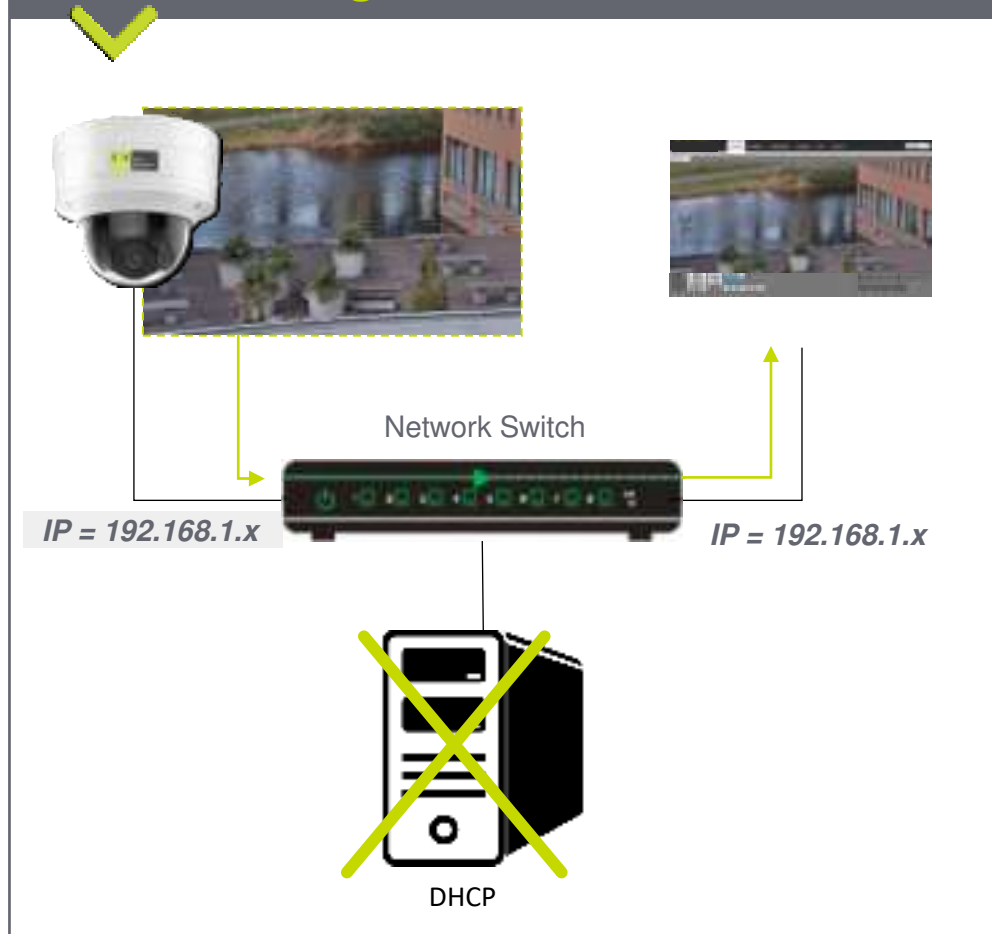 Network Switch
IP = 192.168.1.x
IP = 192.168.1.x
DHCP